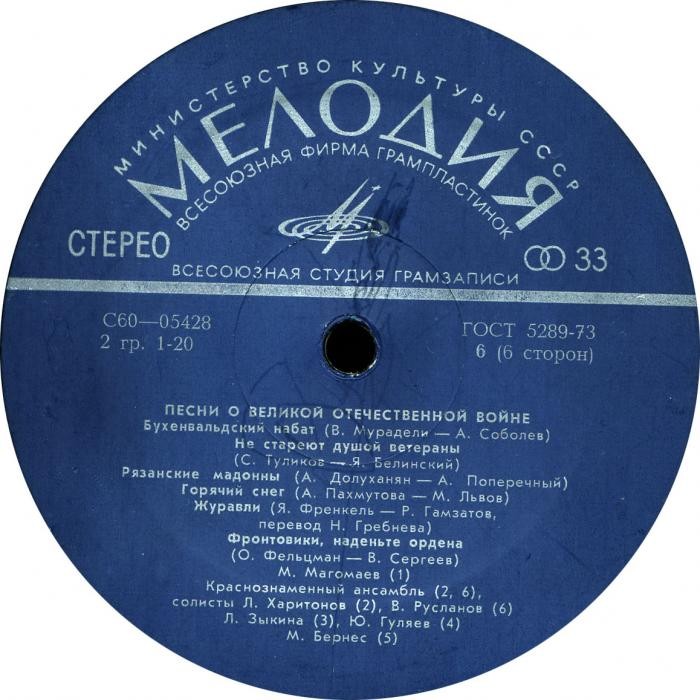 МИНИСТЕРСТВО КУЛЬТУРЫ СССР
МЕЛОДИЯ
ВСЕСОЮЗНАЯ ФИРМА ГРАМПЛАСТИНОК
СТЕРЕО
33
ВСЕСОЮЗНАЯ СТУДИЯ ГРАМЗАПИСИ
С60—05428
ГОСТ 5289-73
2 гр. 1-20
6 (6 сторон)
ПЕСНИ О ВЕЛИКОЙ ОТЕЧЕСТВЕННОЙ ВОЙНЕ
Бухенвальдский набат (В. Мурадели — А. Соболев)
Не стареют душой ветераны
(С. Туликов — Я. Белинский)
Рязанские мадонны (А. Долуханян — А. Поперечный)
Горячий снег (А. Пахмутова — М. Львов)
Журавли (Я. Френкель — Р. Гамзатов,
перевод Н. Гребнева)
Фронтовики, наденьте ордена
(О. Фельцман — В. Сергеев)
М. Магомаев (1)
Краснознаменный ансамбль (2, 6),
солисты Л. Харитонов (2), В. Русланов (6)
Л. Зыкина (3), Ю. Гуляев (4)
М. Бернес (5)